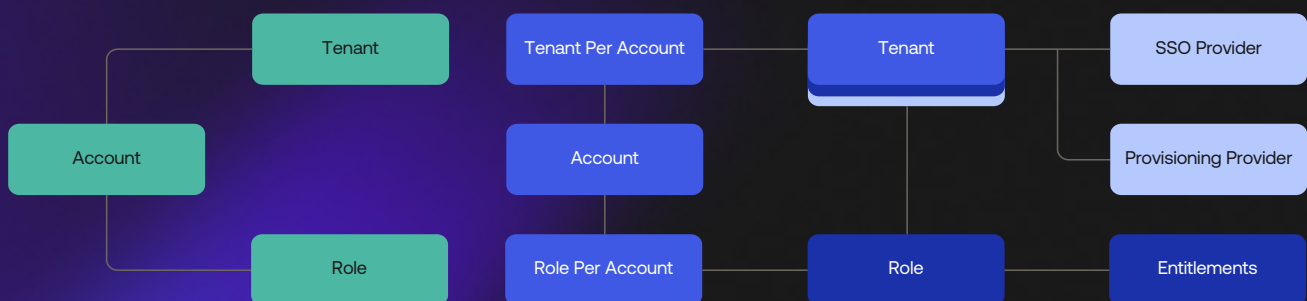 Tenant
Tenant Per Account
Tenant
SSO Provider
Account
Account
Provisioning Provider
Role
Role Per Account
Role
Entitlements